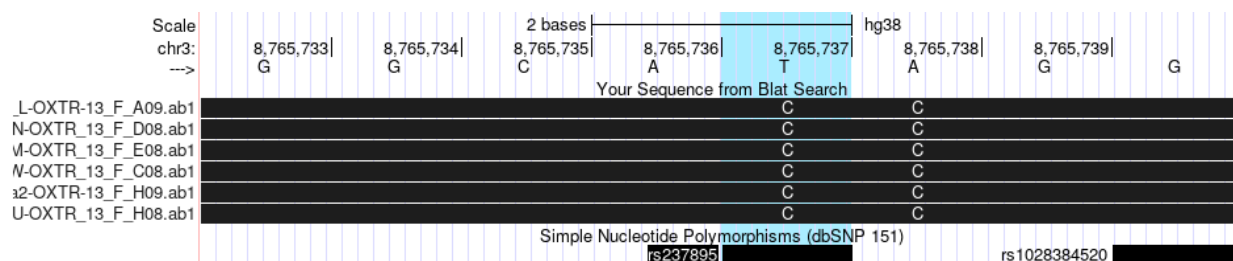 Scale 2 bases hg38
chr3: 8,765,733 8,765,734 8,765,735 8,765,736 8,765,737 8,765,738 8,765,739
---> G G C A T A G G
Your Sequence from Blat Search
_L-OXTR-13_F_A09.ab1 C C
N-OXTR_13_F_D08.ab1 C C
M-OXTR_13_F_E08.ab1 C C
W-OXTR_13_F_C08.ab1 C C
a2-OXTR-13_F_H09.ab1 C C
U-OXTR_13_F_H08.ab1 C C
Simple Nucleotide Polymorphisms (dbSNP 151)
rs237895 rs1028384520